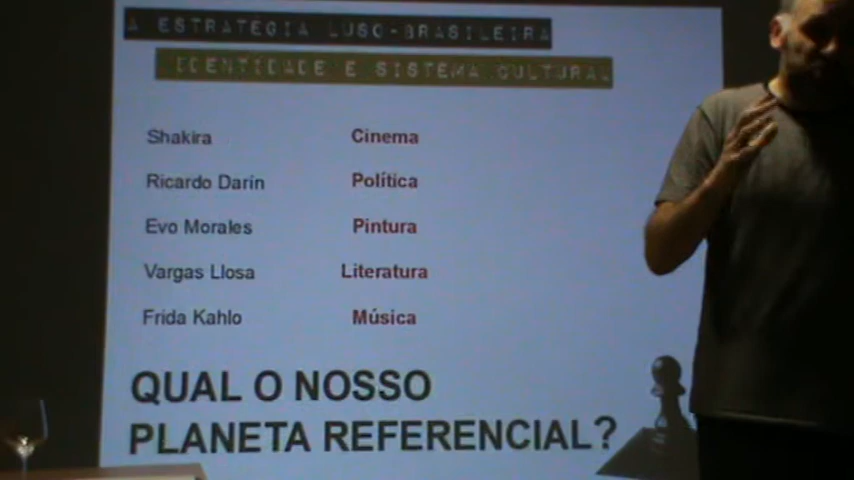 A ESTRATÉGIA LUSO-BRASILEIRA
IDENTIDADE E SISTEMA CULTURAL
Shakira Cinema
Ricardo Darín Política
Evo Morales Pintura
Vargas Llosa Literatura
Frida Kahlo Música
QUAL O NOSSO
PLANETA REFERENCIAL?